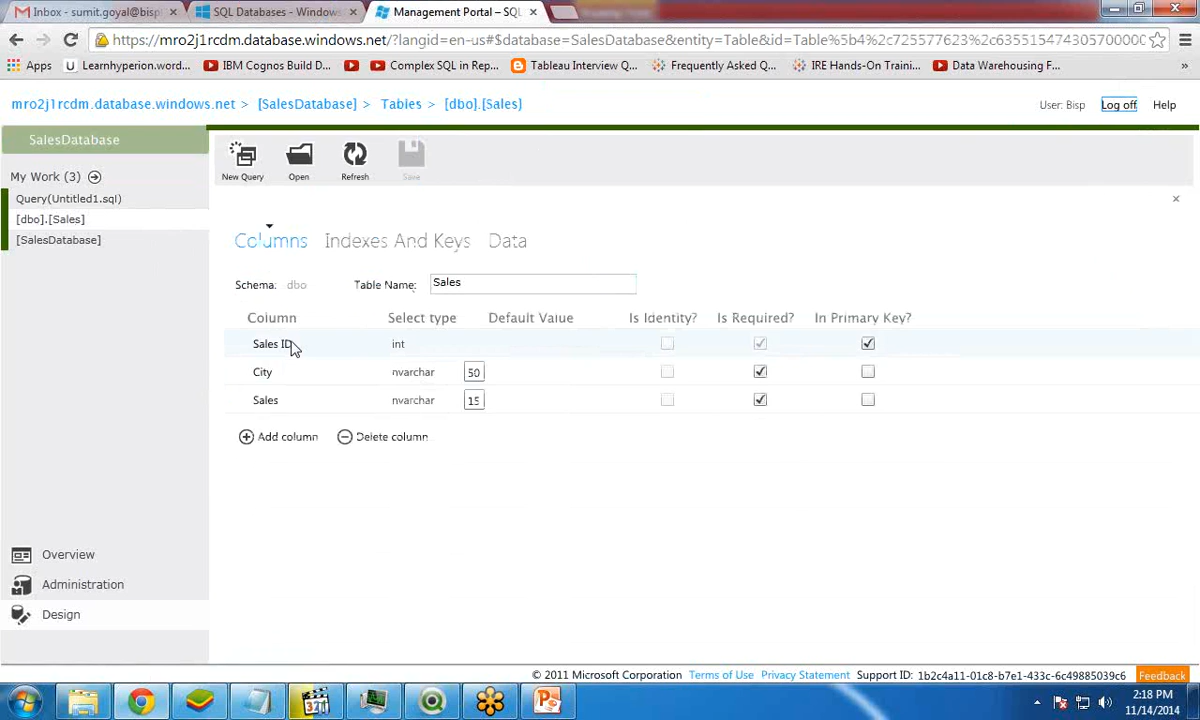 Inbox - sumit.goyal@bisp
SQL Databases - Windows
Management Portal – SQL
https://mro2j1rcdm.database.windows.net/?langid=en-us#$database=SalesDatabase&entity=Table&id=Table%5b4%2c725577623%2c635515474305700000
Apps
Learnhyperion.word...
IBM Cognos Build D...
Complex SQL in Rep...
Tableau Interview Q...
Frequently Asked Q...
IRE Hands-On Traini...
Data Warehousing F...
»
mro2j1rcdm.database.windows.net > [SalesDatabase] > Tables > [dbo].[Sales]
User: Bisp
Log off
Help
SalesDatabase
My Work (3)
Query(Untitled1.sql)
[dbo].[Sales]
[SalesDatabase]
New Query
Open
Refresh
Save
Columns
Indexes And Keys
Data
Schema: dbo
Table Name: Sales
Column Select type Default Value Is Identity? Is Required? In Primary Key?
Sales ID int
City nvarchar 50
Sales nvarchar 15
Add column
Delete column
Overview
Administration
Design
© 2011 Microsoft Corporation Terms of Use Privacy Statement Support ID: 1b2c4a11-01c8-b7e1-433c-6c49885039c6 Feedback
321
2:18 PM
11/14/2014